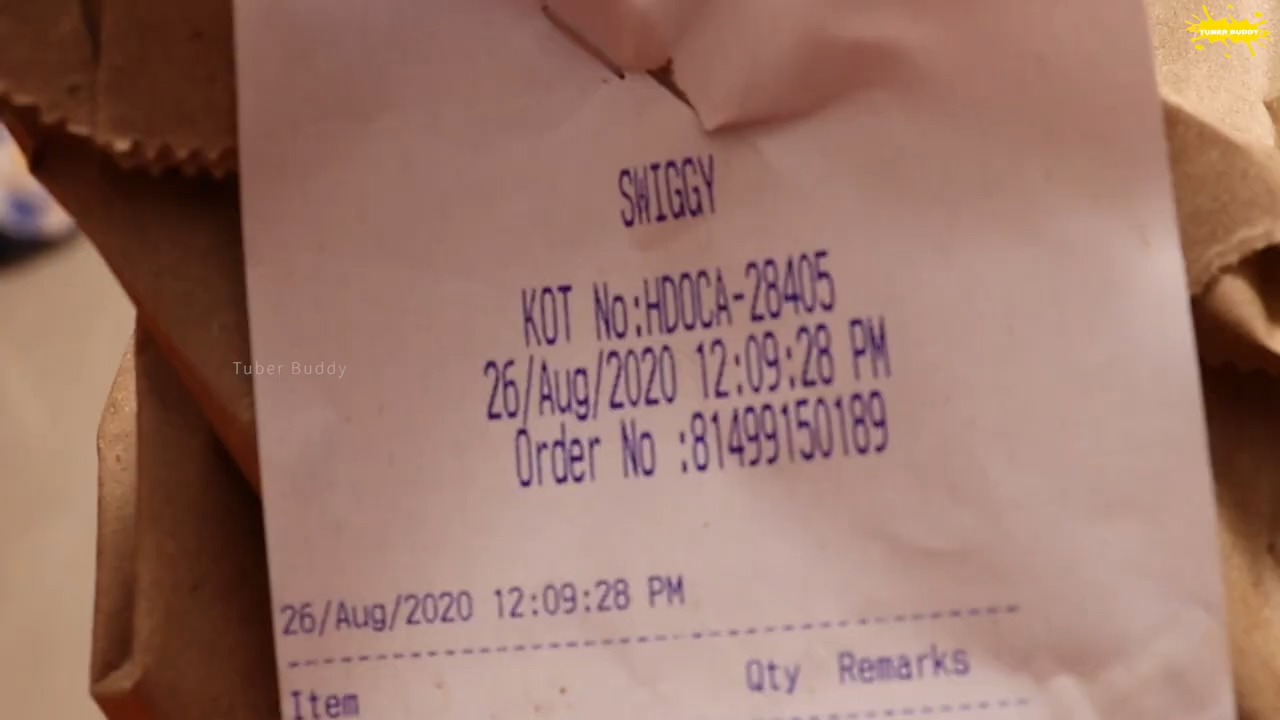 TUBER BUDDY
SWIGGY
KOT No:HDOCA-28405
26/Aug/2020 12:09:28 PM
Order No :81499150189
Tuber Buddy
26/Aug/2020 12:09:28 PM
Item Qty Remarks